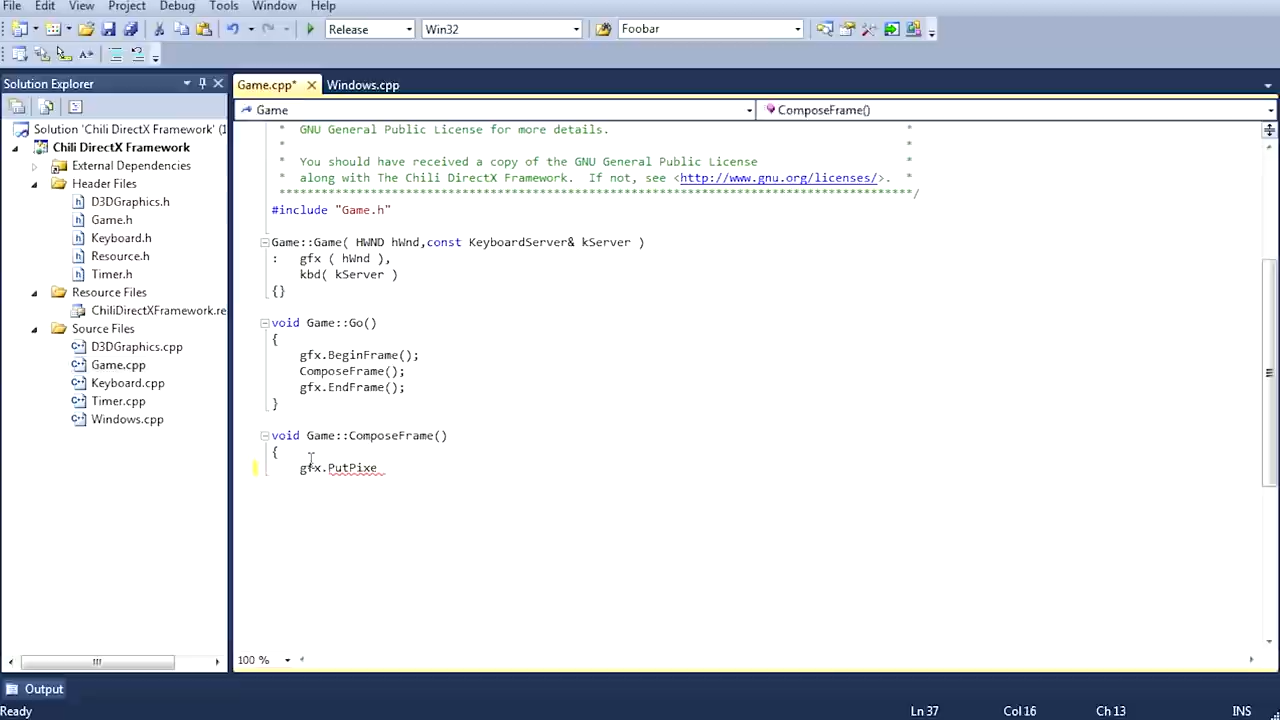 File Edit View Project Debug Tools Window Help
Release Win32 Foobar
Solution Explorer
Game.cpp* Windows.cpp
Game ComposeFrame()
Solution 'Chili DirectX Framework' (1
Chili DirectX Framework
External Dependencies
Header Files
D3DGraphics.h
Game.h
Keyboard.h
Resource.h
Timer.h
Resource Files
ChiliDirectXFramework.re
Source Files
D3DGraphics.cpp
Game.cpp
Keyboard.cpp
Timer.cpp
Windows.cpp
* GNU General Public License for more details. *
* *
* You should have received a copy of the GNU General Public License *
* along with The Chili DirectX Framework. If not, see <http://www.gnu.org/licenses/>. *
******************************************************************************************/
#include "Game.h"
Game::Game( HWND hWnd,const KeyboardServer& kServer )
: gfx ( hWnd ),
kbd( kServer )
{}
void Game::Go()
{
gfx.BeginFrame();
ComposeFrame();
gfx.EndFrame();
}
void Game::ComposeFrame()
{
gfx.PutPixe
100 %
Output
Ready Ln 37 Col 16 Ch 13 INS